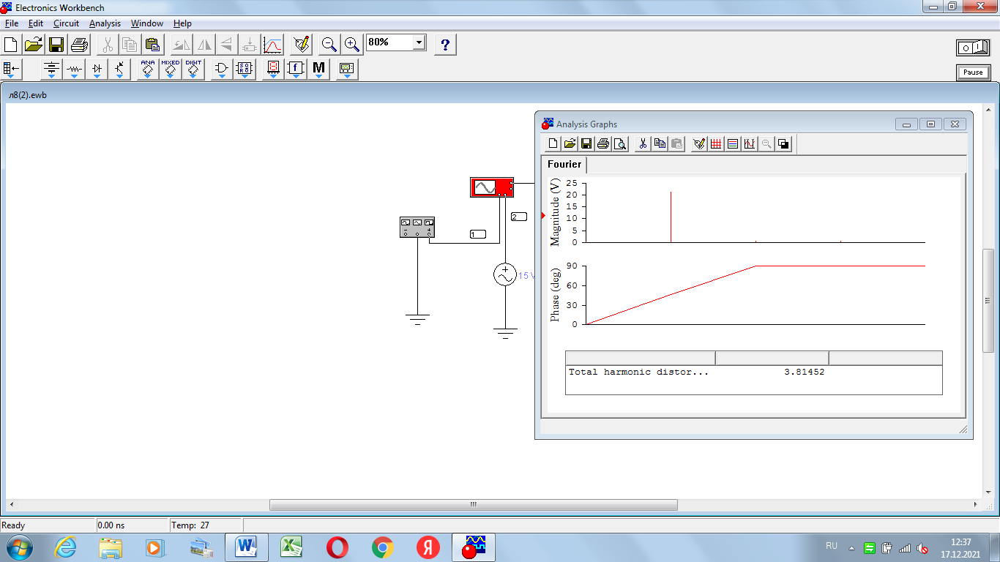 Electronics Workbench
File Edit Circuit Analysis Window Help
80%
?
ANA MIXED DIGIT
f M
Pause
л8(2).ewb
Analysis Graphs
Fourier
Magnitude (V)
25
20
15
10
5
0
Phase (deg)
90
60
30
0
Total harmonic distor... 3.81452
2
1
15 V
Ready 0.00 ns Temp: 27
RU
12:37
17.12.2021